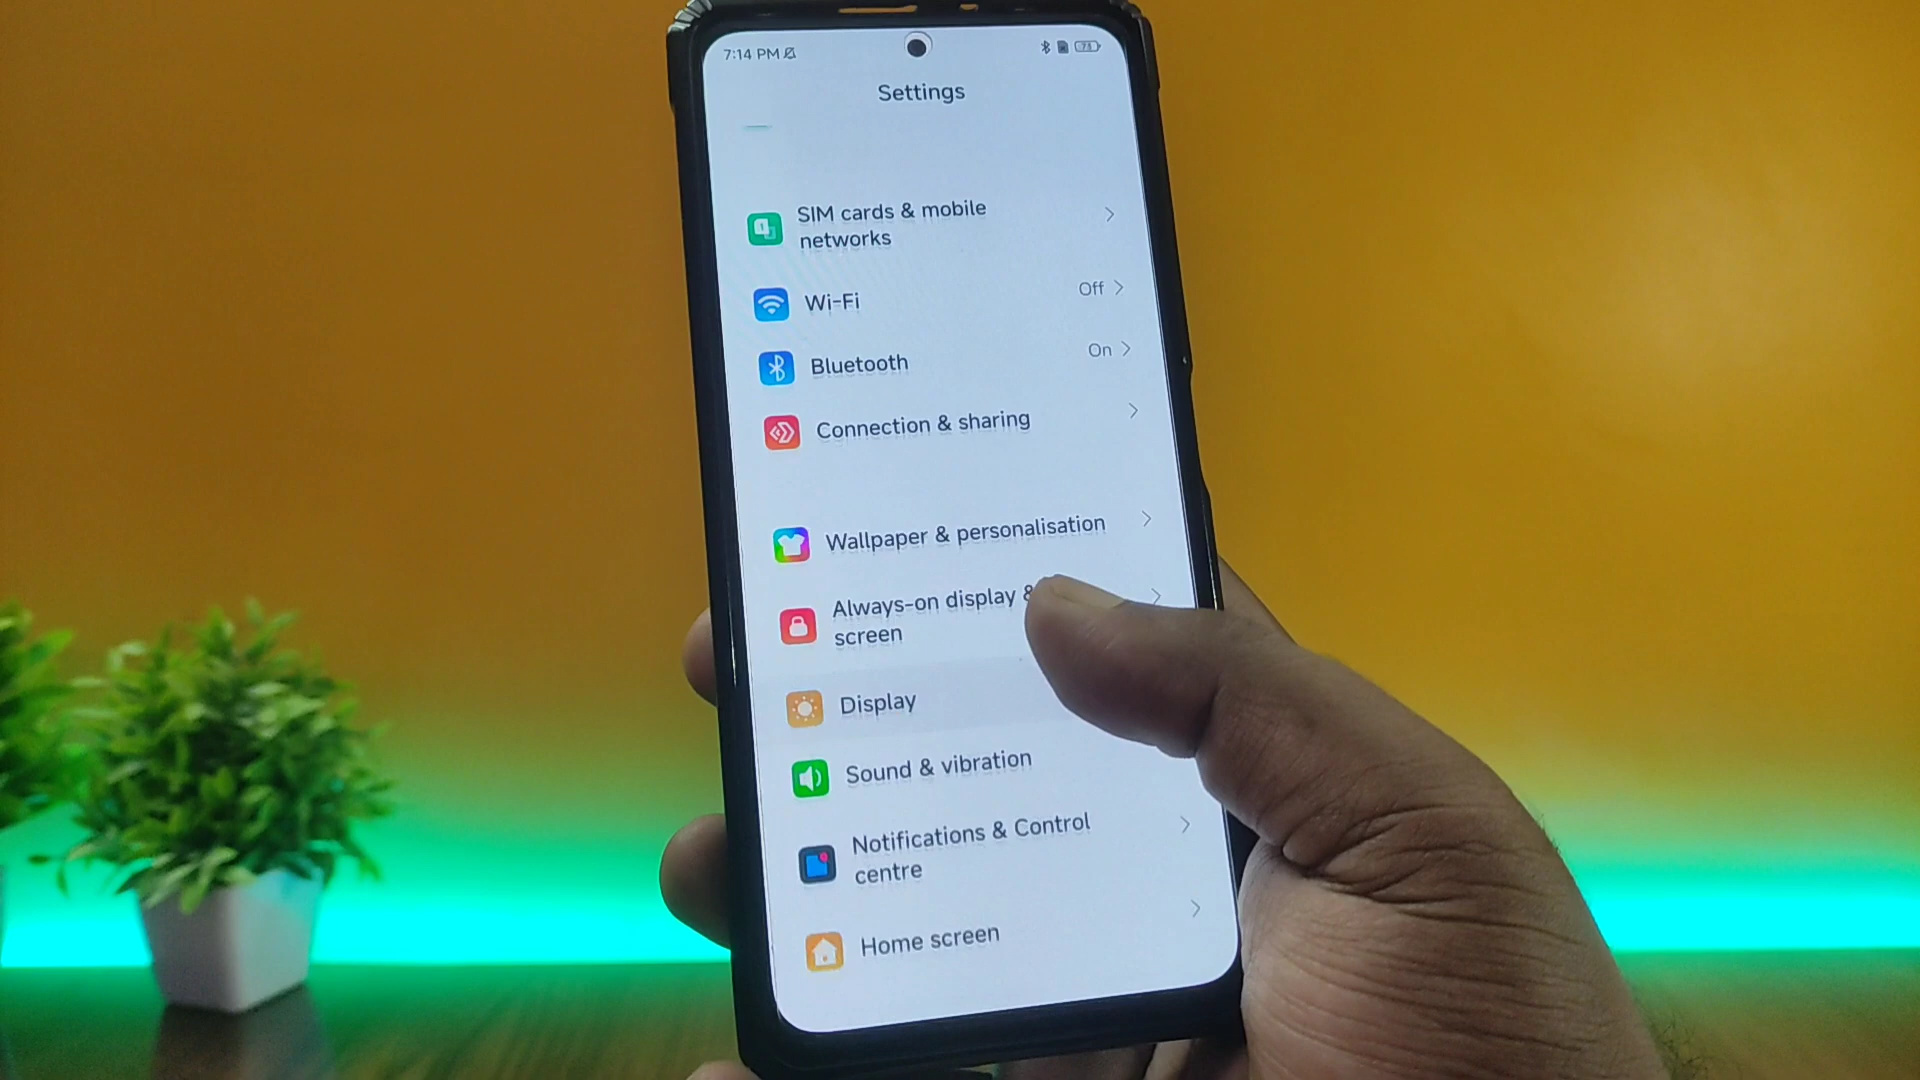 7:14 PM
Settings
SIM cards & mobile
networks
Wi-Fi
Off
Bluetooth
On
Connection & sharing
Wallpaper & personalisation
Always-on display &
screen
Display
Sound & vibration
Notifications & Control
centre
Home screen